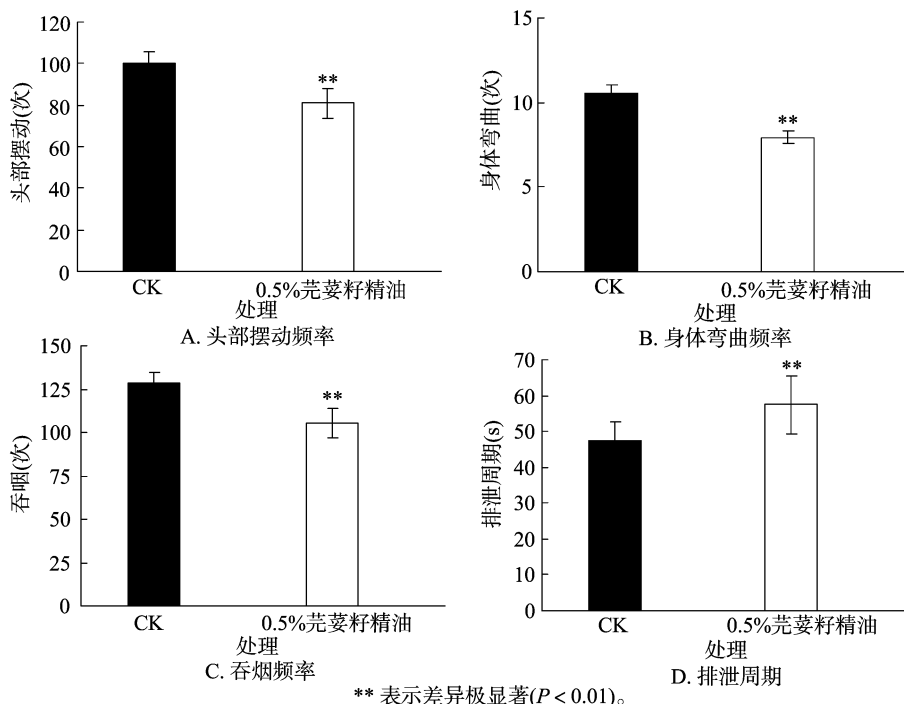 120
100
80
60
40
20
0
头部摆动(次)
**
CK
0.5%芫荽籽精油
处理
A. 头部摆动频率
15
10
5
0
身体弯曲(次)
**
CK
0.5%芫荽籽精油
处理
B. 身体弯曲频率
150
125
100
75
50
25
0
吞咽(次)
**
CK
0.5%芫荽籽精油
处理
C. 吞烟频率
70
60
50
40
30
20
10
0
排泄周期(s)
**
CK
0.5%芫荽籽精油
处理
D. 排泄周期
** 表示差异极显著(P < 0.01)。